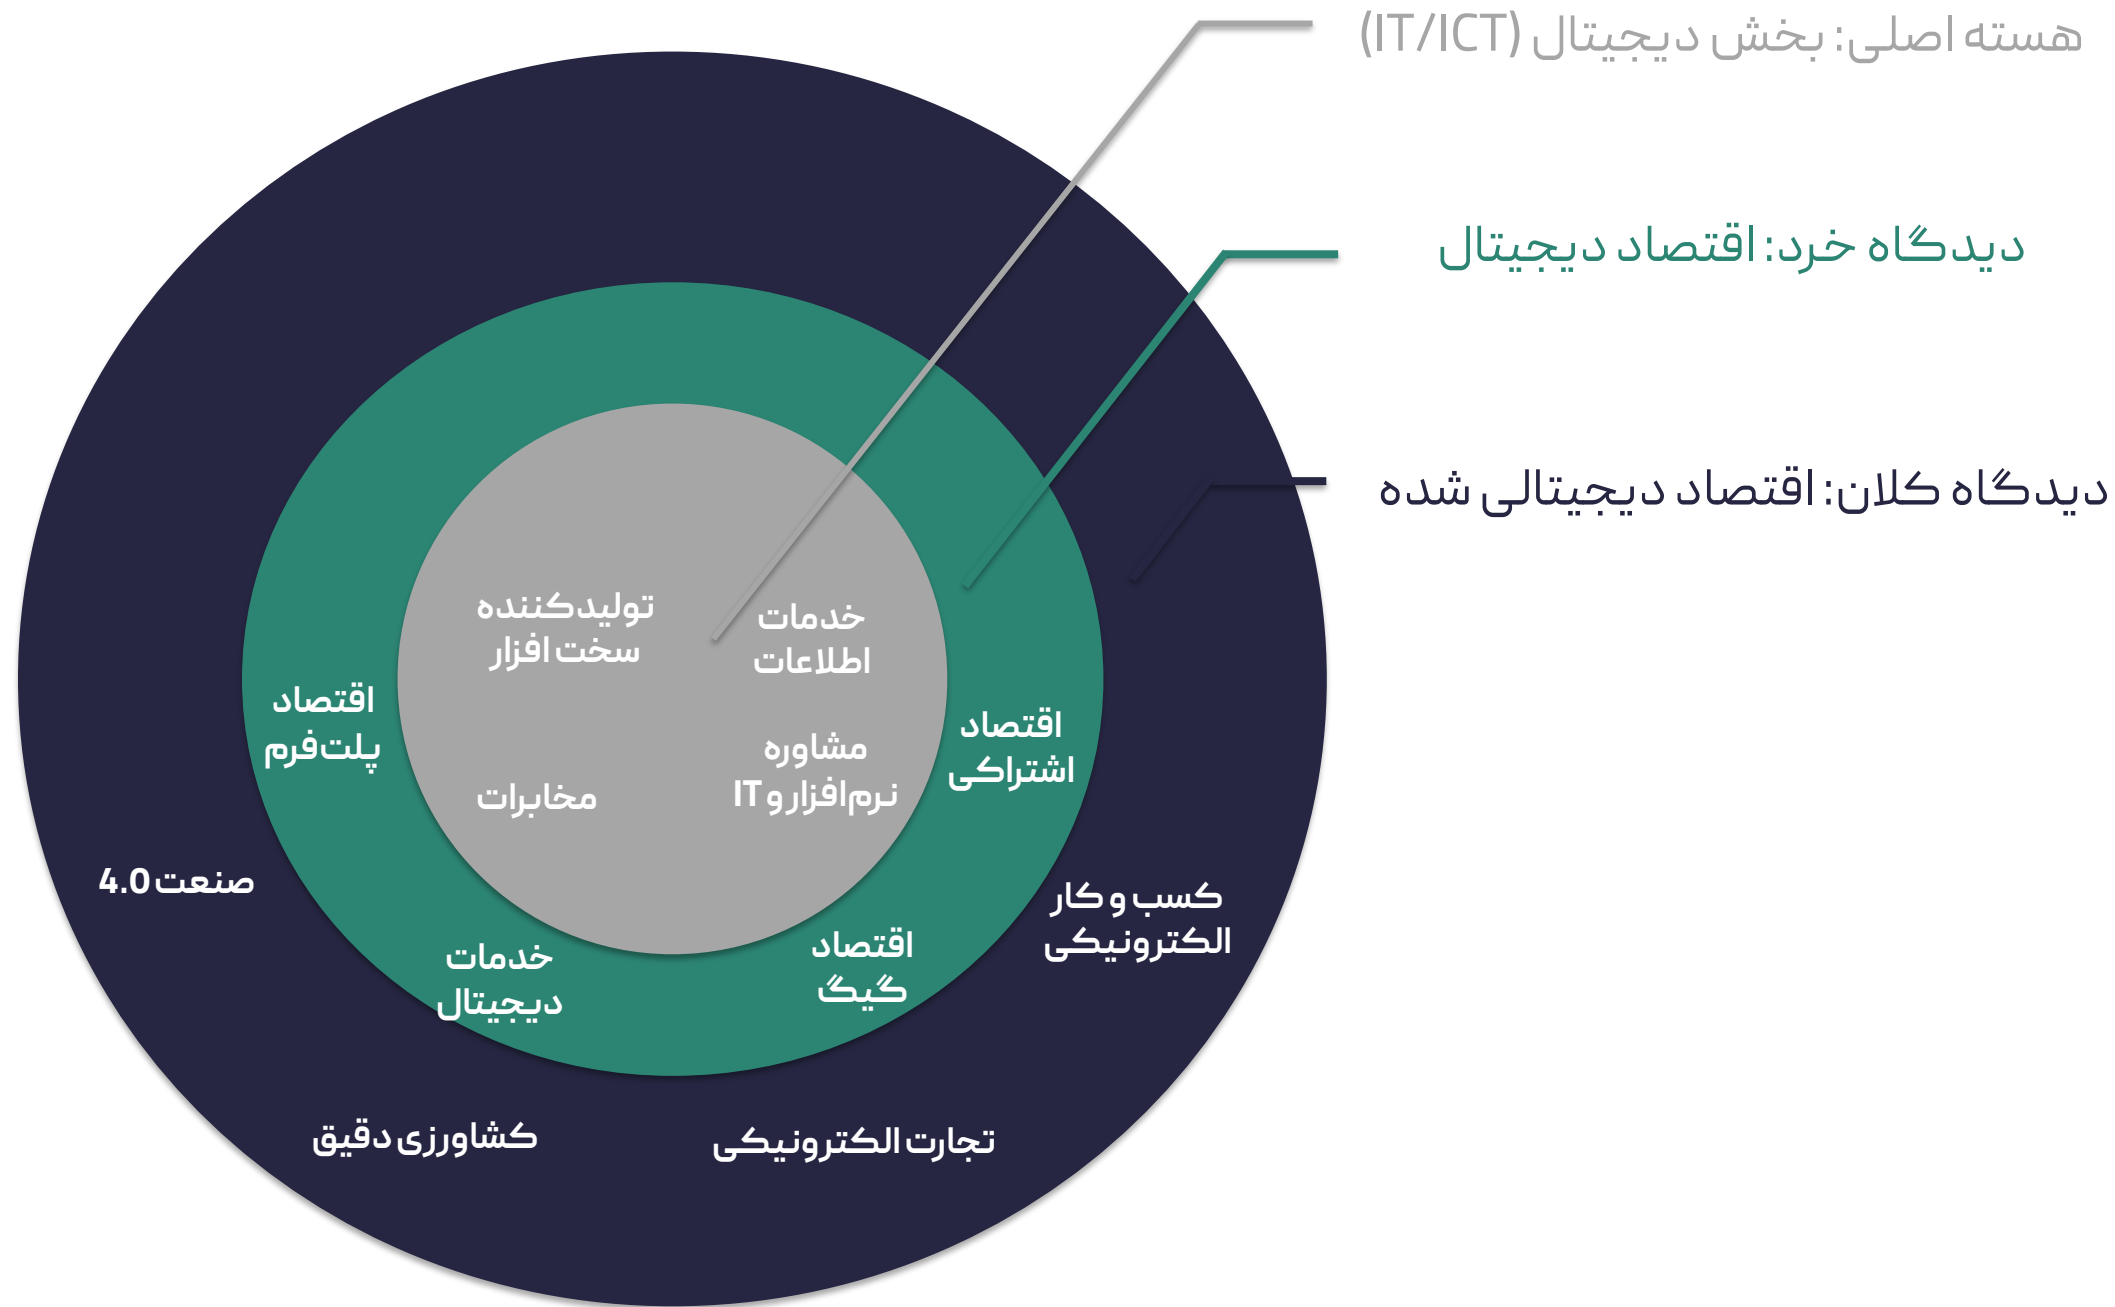 هسته اصلی: بخش دیجیتال (IT/ICT)
دیدگاه خرد: اقتصاد دیجیتال
دیدگاه کلان: اقتصاد دیجیتالی شده
خدمات
اطلاعات
تولیدکننده
سخت افزار
مشاوره
نرم‌افزار و IT
مخابرات
اقتصاد
اشتراکی
اقتصاد
پلت‌فرم
اقتصاد
گیگ
خدمات
دیجیتال
کسب و کار
الکترونیکی
صنعت 4.0
تجارت الکترونیکی
کشاورزی دقیق